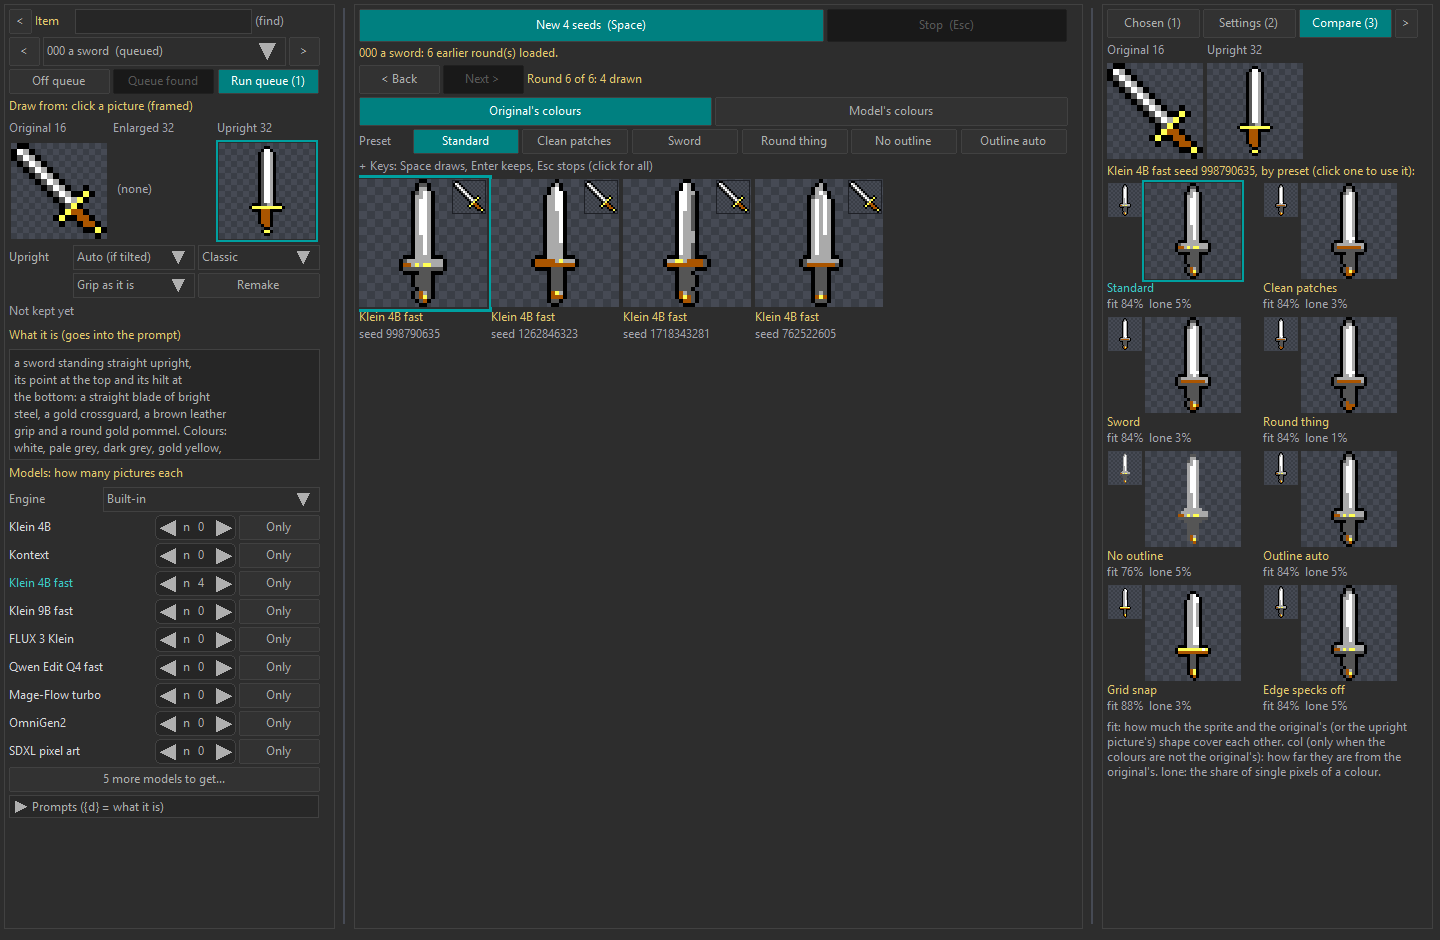 < Item (find)
< 000 a sword (queued) >
Off queue Queue found Run queue (1)
Draw from: click a picture (framed)
Original 16 Enlarged 32 Upright 32
(none)
Upright Auto (if tilted) Classic
Grip as it is Remake
Not kept yet
What it is (goes into the prompt)
a sword standing straight upright,
its point at the top and its hilt at
the bottom: a straight blade of bright
steel, a gold crossguard, a brown leather
grip and a round gold pommel. Colours:
white, pale grey, dark grey, gold yellow,
Models: how many pictures each
Engine Built-in
Klein 4B n 0 Only
Kontext n 0 Only
Klein 4B fast n 4 Only
Klein 9B fast n 0 Only
FLUX 3 Klein n 0 Only
Qwen Edit Q4 fast n 0 Only
Mage-Flow turbo n 0 Only
OmniGen2 n 0 Only
SDXL pixel art n 0 Only
5 more models to get...
Prompts ({d} = what it is)
New 4 seeds (Space) Stop (Esc)
000 a sword: 6 earlier round(s) loaded.
< Back Next > Round 6 of 6: 4 drawn
Original's colours Model's colours
Preset Standard Clean patches Sword Round thing No outline Outline auto
+ Keys: Space draws, Enter keeps, Esc stops (click for all)
Klein 4B fast Klein 4B fast Klein 4B fast Klein 4B fast
seed 998790635 seed 1262846323 seed 1718343281 seed 762522605
Chosen (1) Settings (2) Compare (3) >
Original 16 Upright 32
Klein 4B fast seed 998790635, by preset (click one to use it):
Standard Clean patches
fit 84% lone 5% fit 84% lone 3%
Sword Round thing
fit 84% lone 3% fit 84% lone 1%
No outline Outline auto
fit 76% lone 5% fit 84% lone 5%
Grid snap Edge specks off
fit 88% lone 3% fit 84% lone 5%
fit: how much the sprite and the original's (or the upright
picture's) shape cover each other. col (only when the
colours are not the original's): how far they are from the
original's. lone: the share of single pixels of a colour.